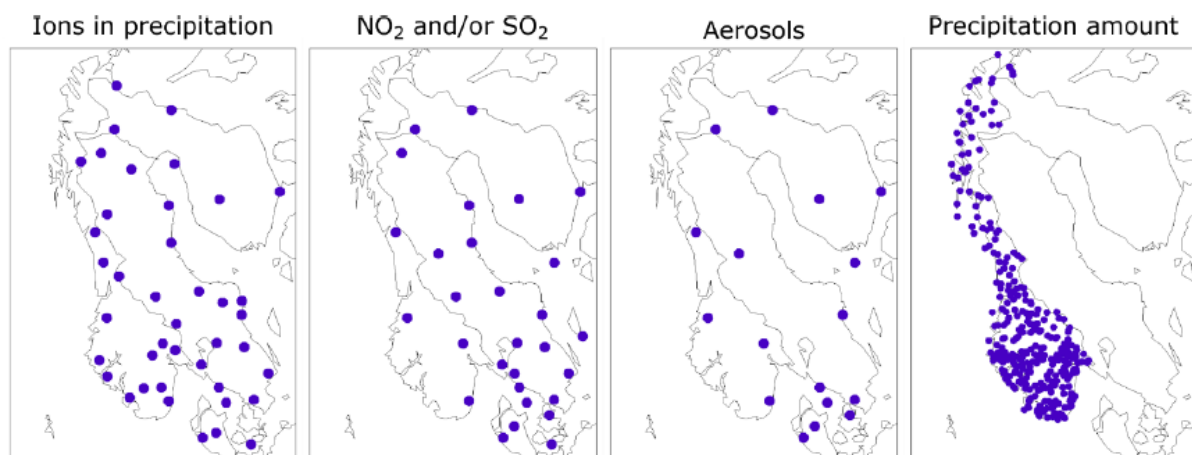 Ions in precipitation
NO₂ and/or SO₂
Aerosols
Precipitation amount